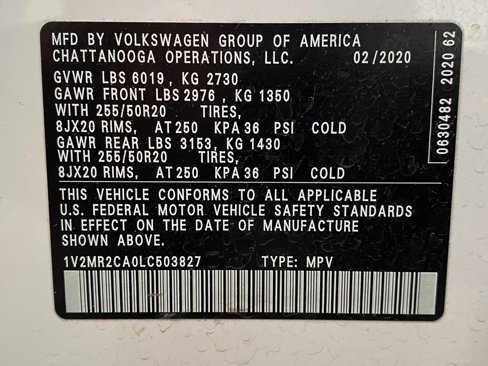 MFD BY VOLKSWAGEN GROUP OF AMERICA
CHATTANOOGA OPERATIONS, LLC. 02/2020
GVWR LBS 6019, KG 2730
GAWR FRONT LBS 2976, KG 1350
WITH 255/50R20 TIRES,
8JX20 RIMS, AT 250 KPA 36 PSI COLD
GAWR REAR LBS 3153, KG 1430
WITH 255/50R20 TIRES,
8JX20 RIMS, AT 250 KPA 36 PSI COLD
THIS VEHICLE CONFORMS TO ALL APPLICABLE
U.S. FEDERAL MOTOR VEHICLE SAFETY STANDARDS
IN EFFECT ON THE DATE OF MANUFACTURE
SHOWN ABOVE.
1V2MR2CA0LC503827 TYPE: MPV
0630482 2020 62